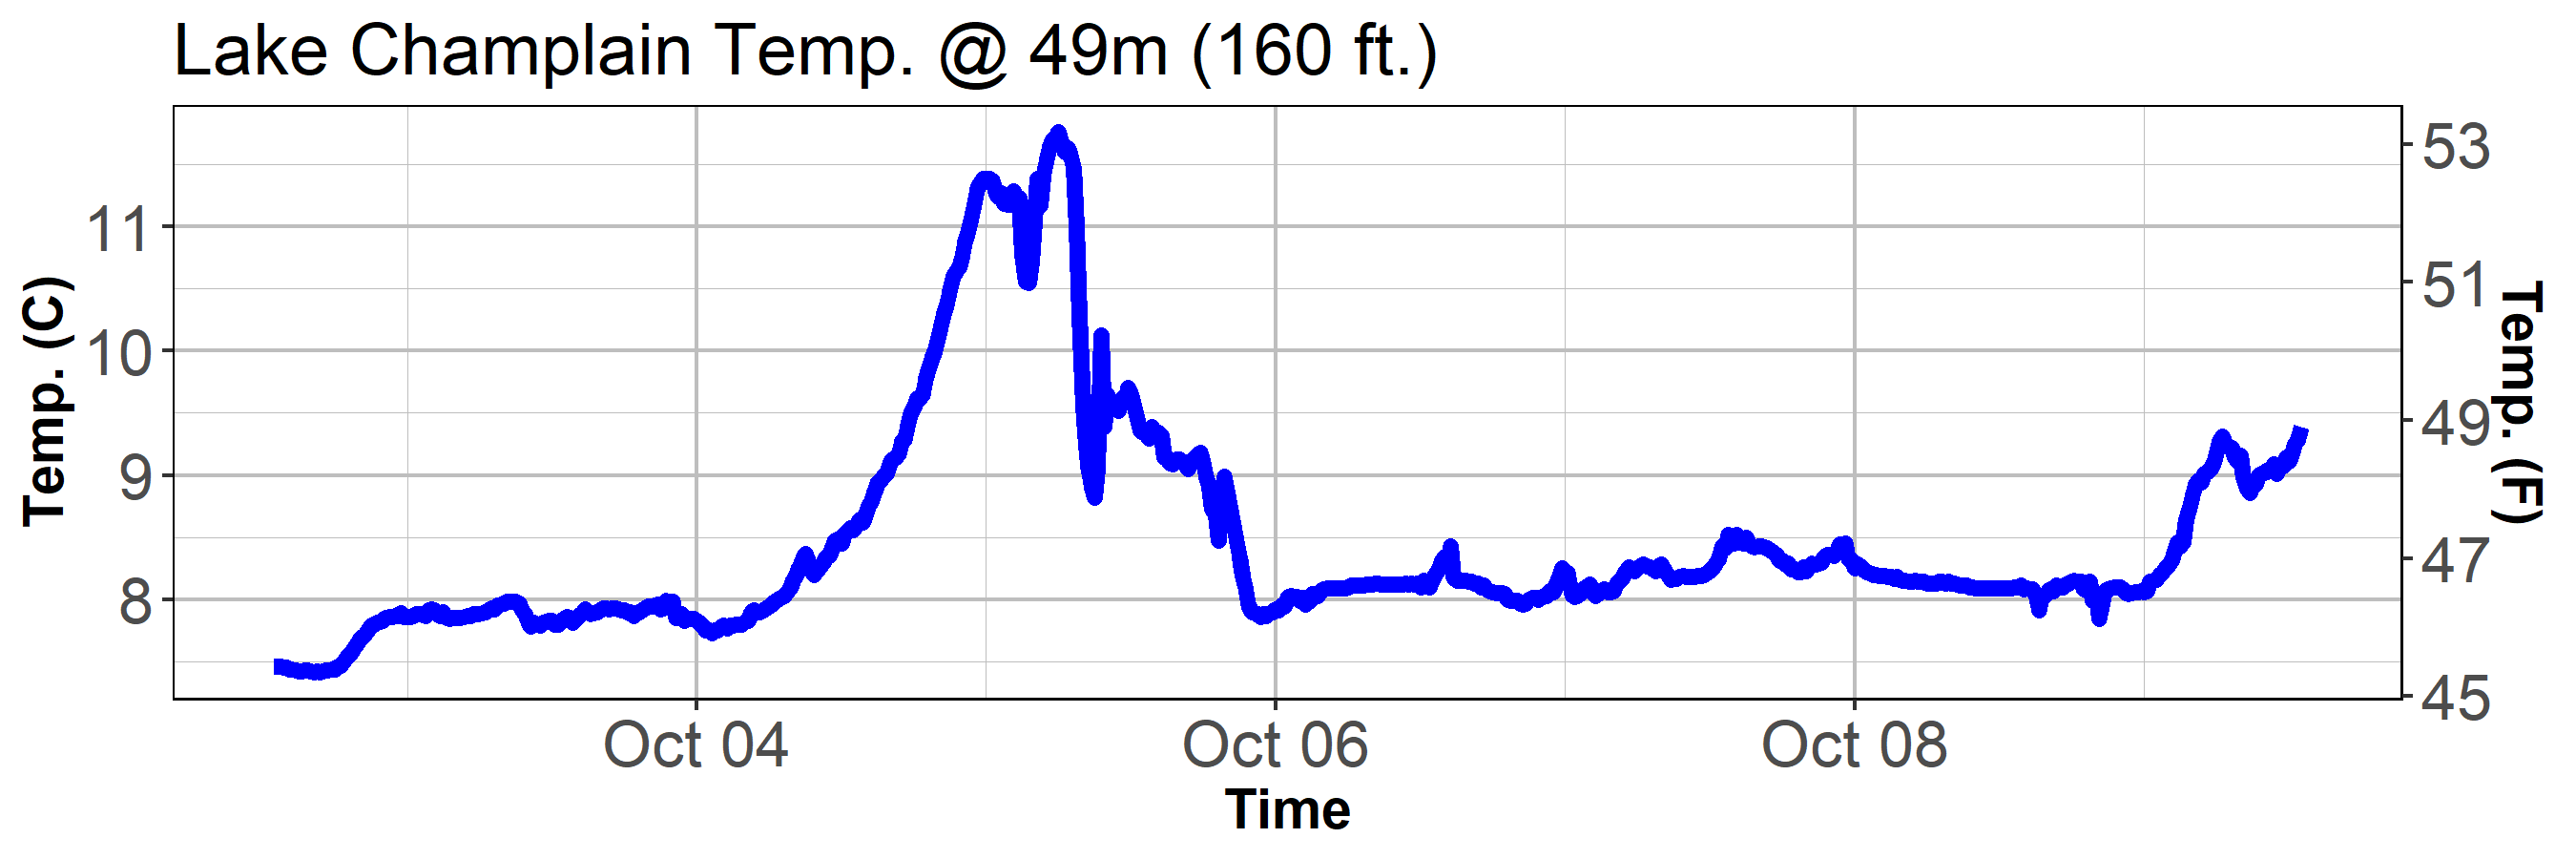 Lake Champlain Temp. @ 49m (160 ft.)
Temp. (C)
11
10
9
8
53
51
49
47
45
Temp. (F)
Oct 04 Oct 06 Oct 08
Time